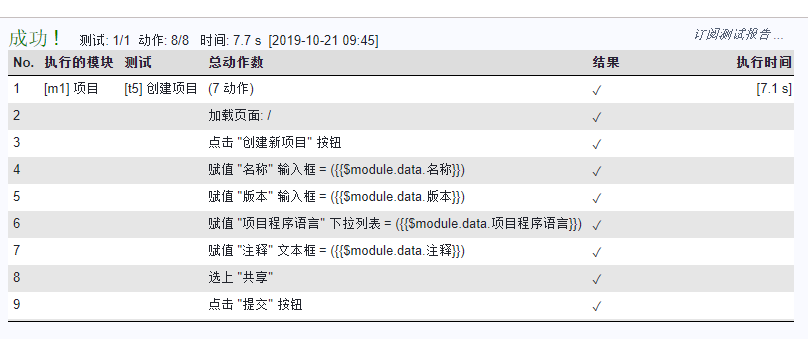 成功！ 测试: 1/1 动作: 8/8 时间: 7.7 s [2019-10-21 09:45] 订阅测试报告 ...
No. 执行的模块 测试 总动作数 结果 执行时间
1 [m1] 项目 [t5] 创建项目 (7 动作) ✓ [7.1 s]
2 加载页面: / ✓
3 点击 "创建新项目" 按钮 ✓
4 赋值 "名称" 输入框 = ({{$module.data.名称}}) ✓
5 赋值 "版本" 输入框 = ({{$module.data.版本}}) ✓
6 赋值 "项目程序语言" 下拉列表 = ({{$module.data.项目程序语言}}) ✓
7 赋值 "注释" 文本框 = ({{$module.data.注释}}) ✓
8 选上 "共享" ✓
9 点击 "提交" 按钮 ✓